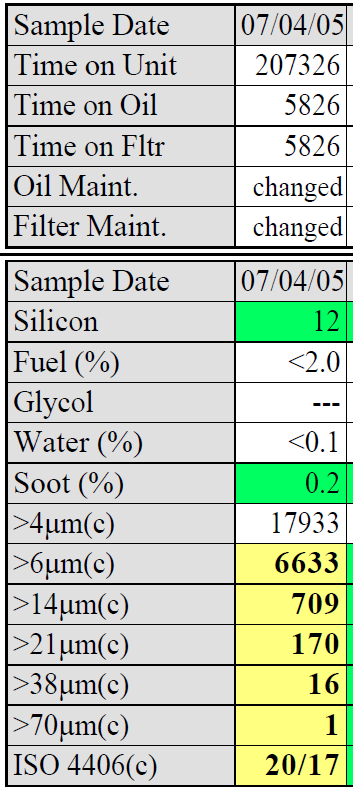 Sample Date 07/04/05
Time on Unit 207326
Time on Oil 5826
Time on Fltr 5826
Oil Maint. changed
Filter Maint. changed
Sample Date 07/04/05
Silicon 12
Fuel (%) <2.0
Glycol ---
Water (%) <0.1
Soot (%) 0.2
>4μm(c) 17933
>6μm(c) 6633
>14μm(c) 709
>21μm(c) 170
>38μm(c) 16
>70μm(c) 1
ISO 4406(c) 20/17